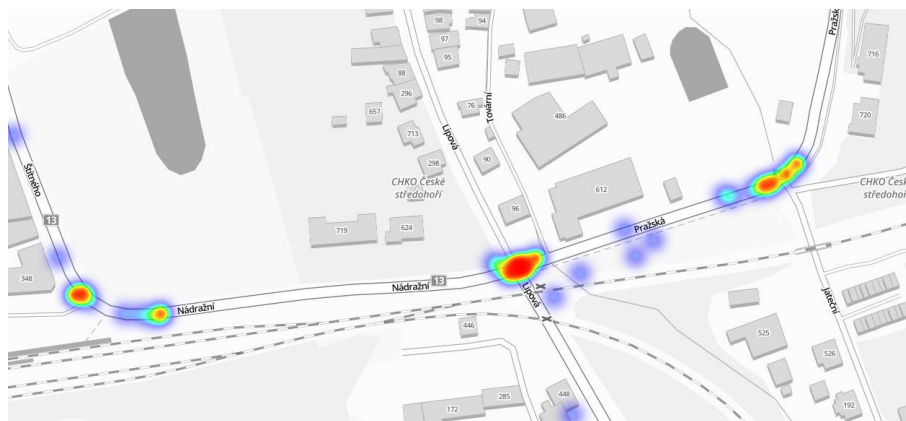 98
94
Pražská
97
95
716
88
296
76
Tovární
657
486
720
Lipová
713
90
298
CHKO České
středohoří
612
CHKO České
středohoří
Štítného
96
13
719
624
Pražská
348
Nádražní
13
Nádražní
Lipová
Jateční
446
525
526
448
285
172
192